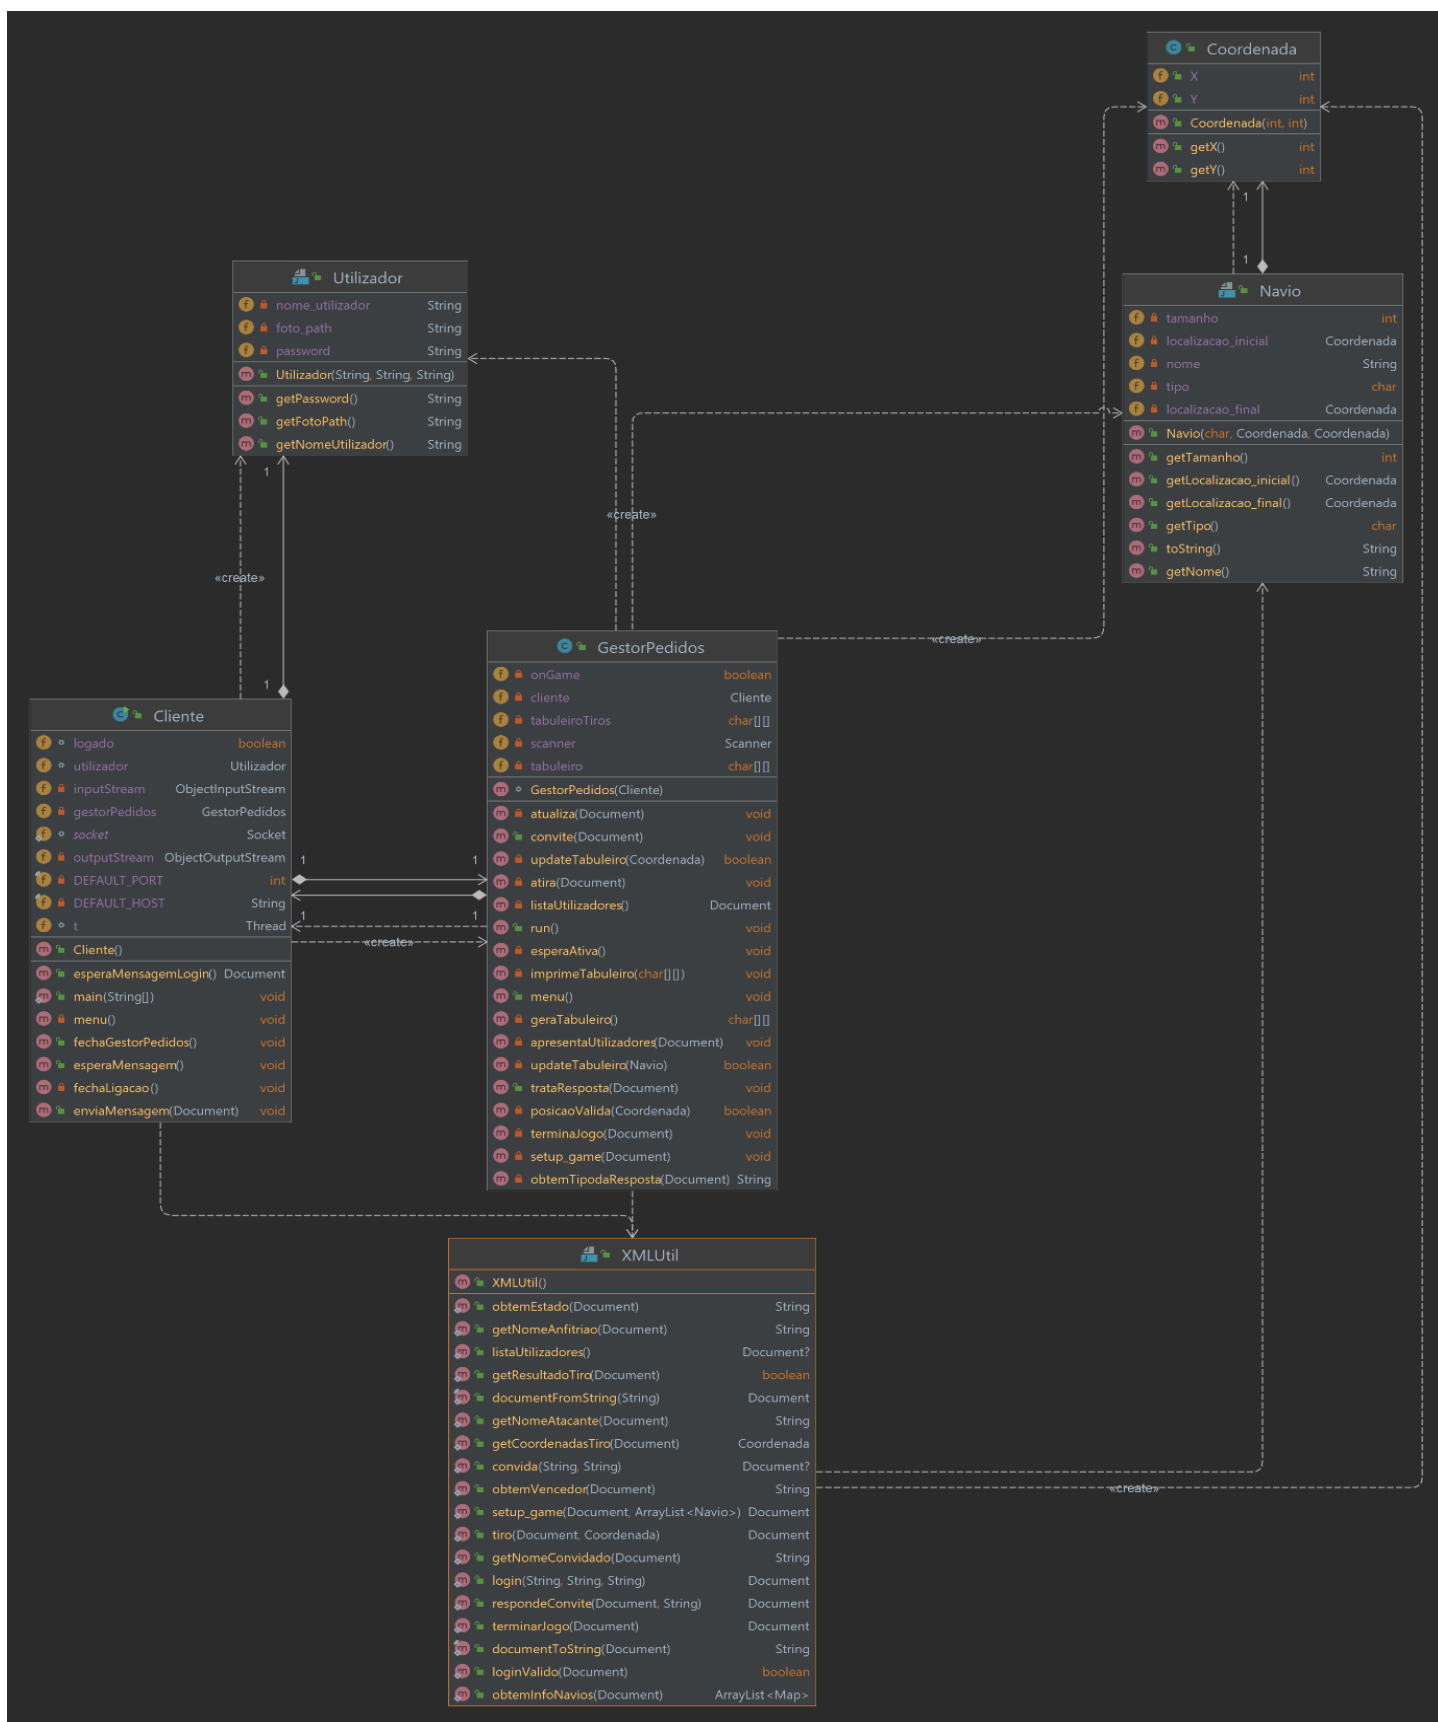 Coordenada
X int
Y int
Coordenada(int, int)
getX() int
getY() int
1
1
Utilizador
nome_utilizador String
foto_path String
password String
Utilizador(String, String, String)
getPassword() String
getFotoPath() String
getNomeUtilizador() String
1
«create»
1
Navio
tamanho int
localizacao_inicial Coordenada
nome String
tipo char
localizacao_final Coordenada
Navio(char, Coordenada, Coordenada)
getTamanho() int
getLocalizacao_inicial() Coordenada
getLocalizacao_final() Coordenada
getTipo() char
toString() String
getNome() String
«create»
«create»
Cliente
logado boolean
utilizador Utilizador
inputStream ObjectInputStream
gestorPedidos GestorPedidos
socket Socket
outputStream ObjectOutputStream
DEFAULT_PORT int
DEFAULT_HOST String
t Thread
Cliente()
esperaMensagemLogin() Document
main(String[]) void
menu() void
fechaGestorPedidos() void
esperaMensagem() void
fechaLigacao() void
enviaMensagem(Document) void
1 1
1 1
«create»
GestorPedidos
onGame boolean
cliente Cliente
tabuleiroTiros char[][]
scanner Scanner
tabuleiro char[][]
GestorPedidos(Cliente)
atualiza(Document) void
convite(Document) void
updateTabuleiro(Coordenada) boolean
atira(Document) void
listaUtilizadores() Document
run() void
esperaAtiva() void
imprimeTabuleiro(char[][]) void
menu() void
geraTabuleiro() char[][]
apresentaUtilizadores(Document) void
updateTabuleiro(Navio) boolean
trataResposta(Document) void
posicaoValida(Coordenada) boolean
terminaJogo(Document) void
setup_game(Document) void
obtemTipodaResposta(Document) String
XMLUtil
XMLUtil()
obtemEstado(Document) String
getNomeAnfitriao(Document) String
listaUtilizadores() Document?
getResultadoTiro(Document) boolean
documentFromString(String) Document
getNomeAtacante(Document) String
getCoordenadasTiro(Document) Coordenada
convida(String, String) Document?
obtemVencedor(Document) String
setup_game(Document, ArrayList<Navio>) Document
tiro(Document, Coordenada) Document
getNomeConvidado(Document) String
login(String, String, String) Document
respondeConvite(Document, String) Document
terminarJogo(Document) Document
documentToString(Document) String
loginValido(Document) boolean
obtemInfoNavios(Document) ArrayList<Map>
«create»